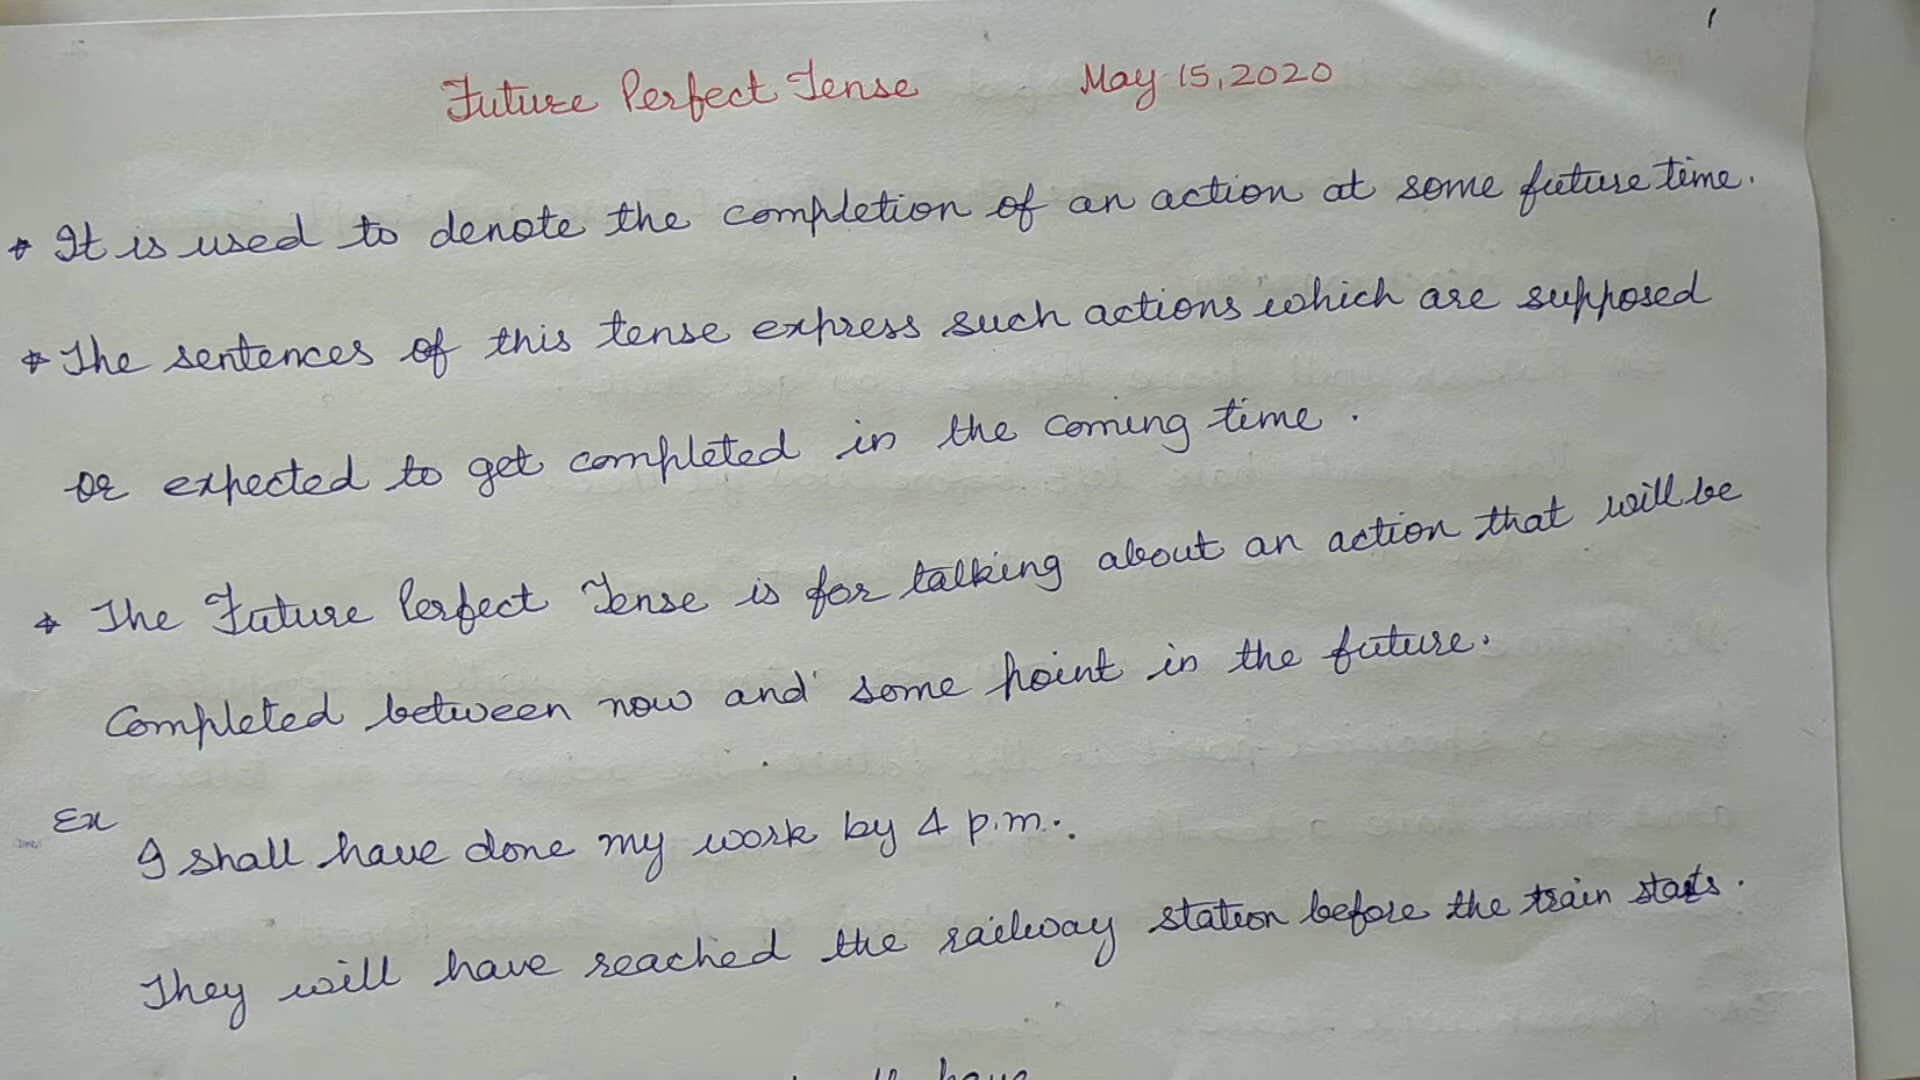 1
Future Perfect Tense May 15, 2020
* It is used to denote the completion of an action at some future time.
* The sentences of this tense express such actions which are supposed
or expected to get completed in the coming time.
* The Future Perfect Tense is for talking about an action that will be
Completed between now and some point in the future.
Ex
I shall have done my work by 4 p.m..
They will have reached the railway station before the train starts.
have